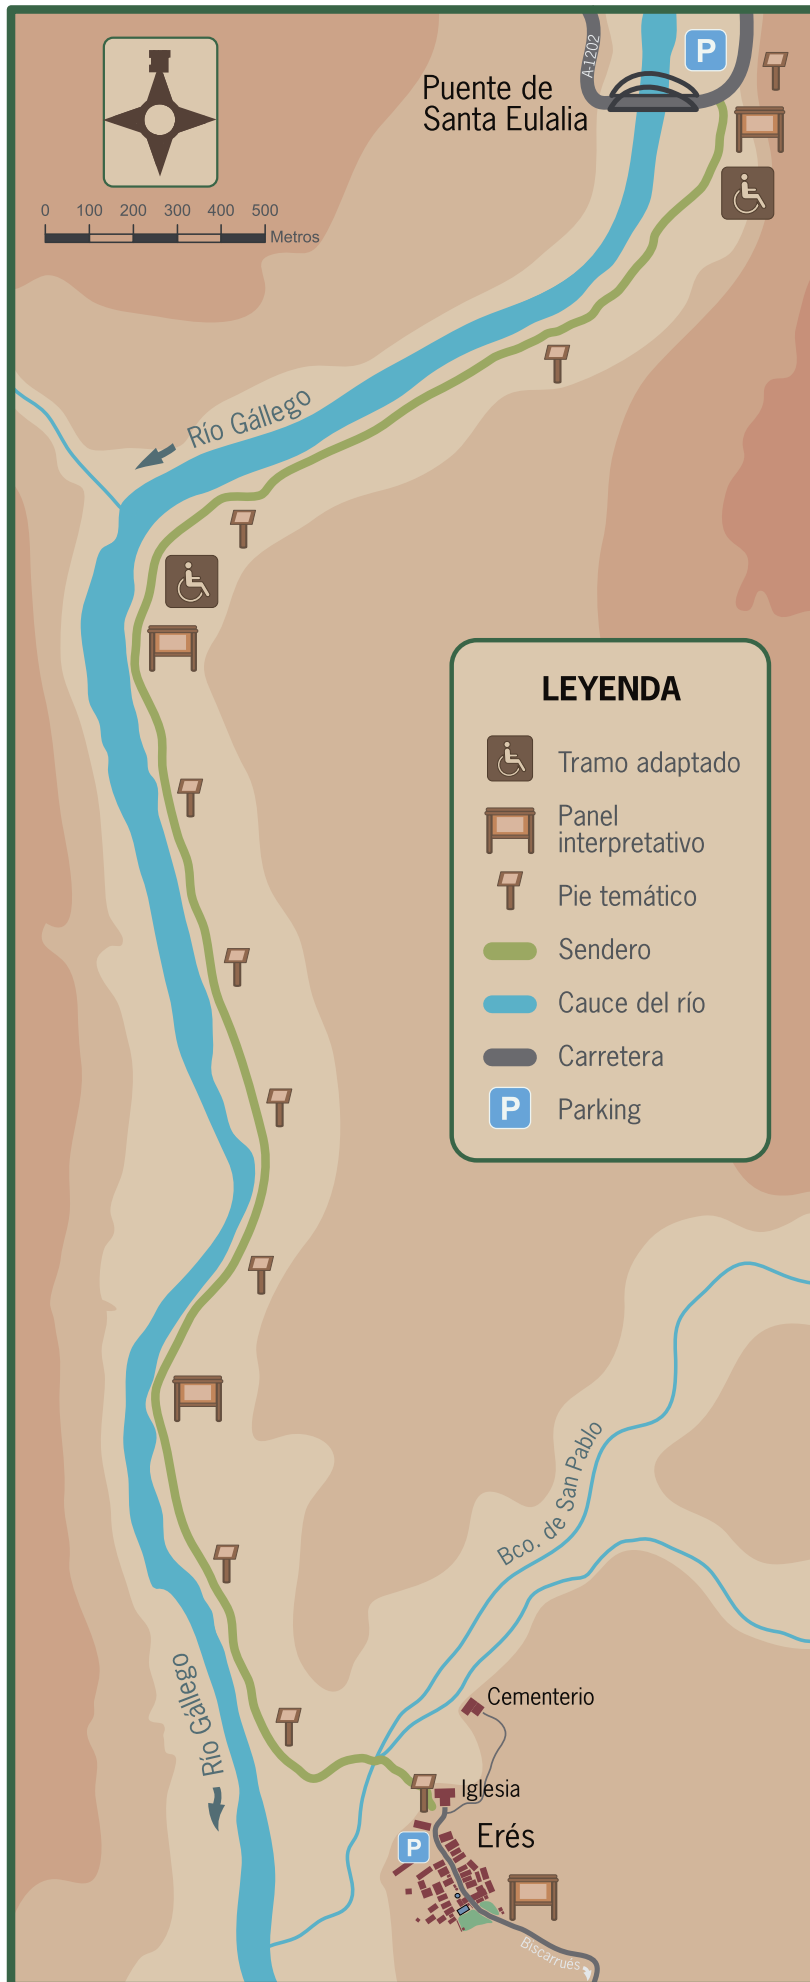 A-1202
P
Puente de
Santa Eulalia
0 100 200 300 400 500
Metros
Río Gállego
LEYENDA
Tramo adaptado
Panel
interpretativo
Pie temático
Sendero
Cauce del río
Carretera
P Parking
Bco. de San Pablo
Río Gállego
Cementerio
Iglesia
Erés
P
Biscarrués